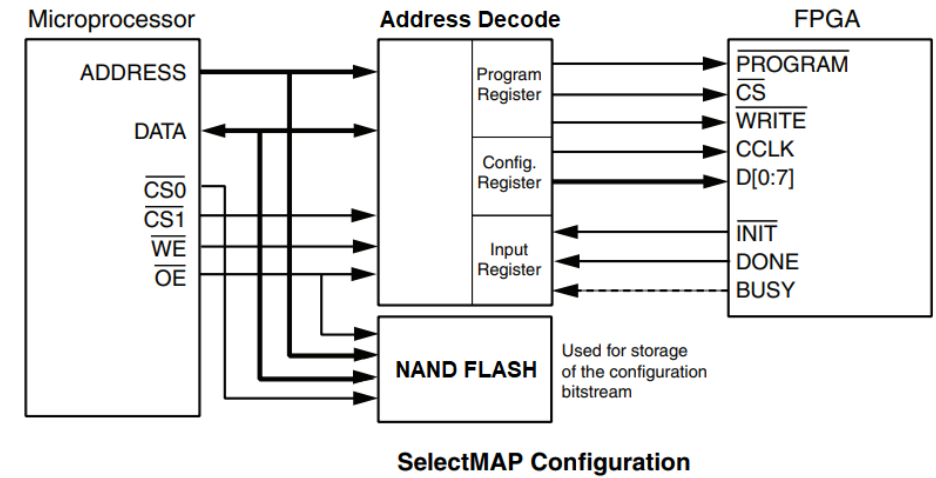 Microprocessor
Address Decode
FPGA
ADDRESS
DATA
CS0
CS1
WE
OE
Program
Register
Config.
Register
Input
Register
PROGRAM
CS
WRITE
CCLK
D[0:7]
INIT
DONE
BUSY
NAND FLASH
Used for storage
of the configuration
bitstream
SelectMAP Configuration